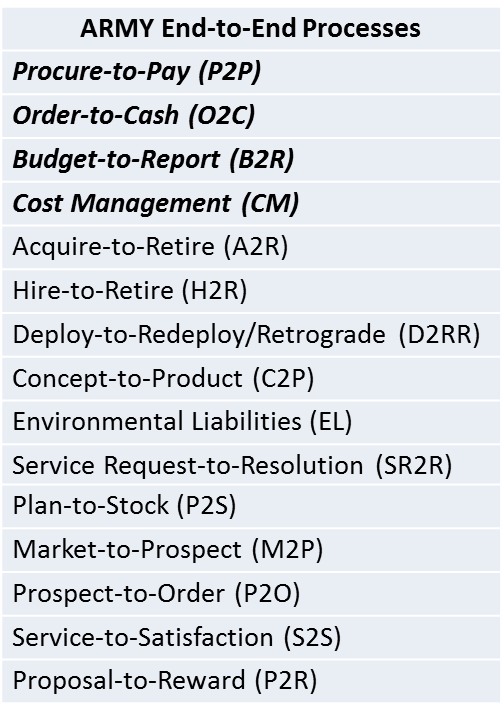 ARMY End-to-End Processes
Procure-to-Pay (P2P)
Order-to-Cash (O2C)
Budget-to-Report (B2R)
Cost Management (CM)
Acquire-to-Retire (A2R)
Hire-to-Retire (H2R)
Deploy-to-Redeploy/Retrograde (D2RR)
Concept-to-Product (C2P)
Environmental Liabilities (EL)
Service Request-to-Resolution (SR2R)
Plan-to-Stock (P2S)
Market-to-Prospect (M2P)
Prospect-to-Order (P2O)
Service-to-Satisfaction (S2S)
Proposal-to-Reward (P2R)